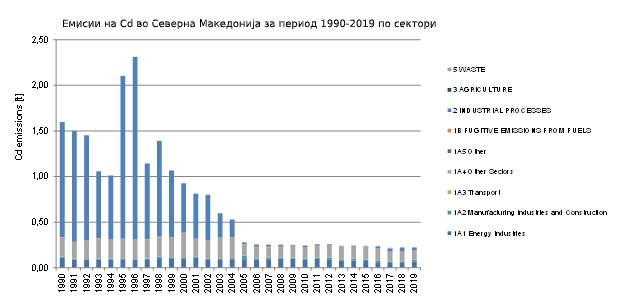 Емисии на Cd во Северна Македонија за период 1990-2019 по сектори
Cd emissions [t]
2,50
2,00
1,50
1,00
0,50
0,00
1990 1991 1992 1993 1994 1995 1996 1997 1998 1999 2000 2001 2002 2003 2004 2005 2006 2007 2008 2009 2010 2011 2012 2013 2014 2015 2016 2017 2018 2019
5 WASTE
3 AGRICULTURE
2 INDUSTRIAL PROCESSES
1B FUGITIVE EMISSIONS FROM FUELS
1A5 Other
1A4 Other Sectors
1A3 Transport
1A2 Manufacturing Industries and Construction
1A1 Energy Industries